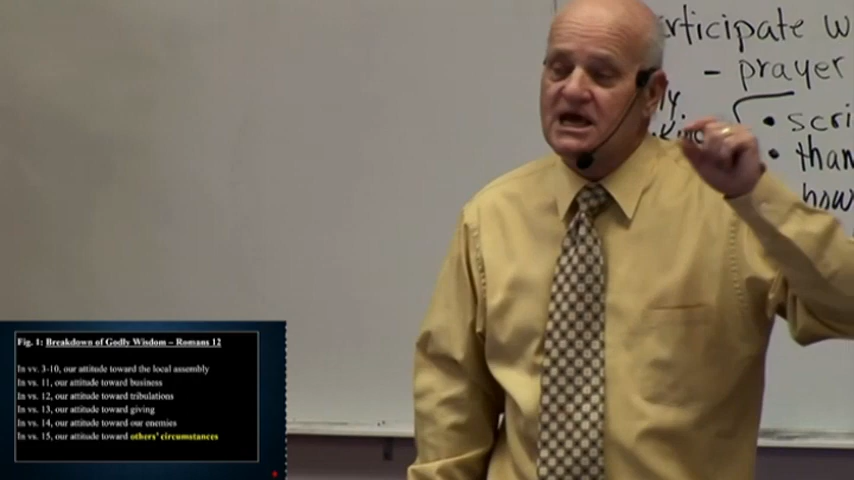 articipate w
- prayer
ly.
• scri
• than
how
Fig. 1: Breakdown of Godly Wisdom – Romans 12
In vv. 3-10, our attitude toward the local assembly
In vs. 11, our attitude toward business
In vs. 12, our attitude toward tribulations
In vs. 13, our attitude toward giving
In vs. 14, our attitude toward our enemies
In vs. 15, our attitude toward others' circumstances